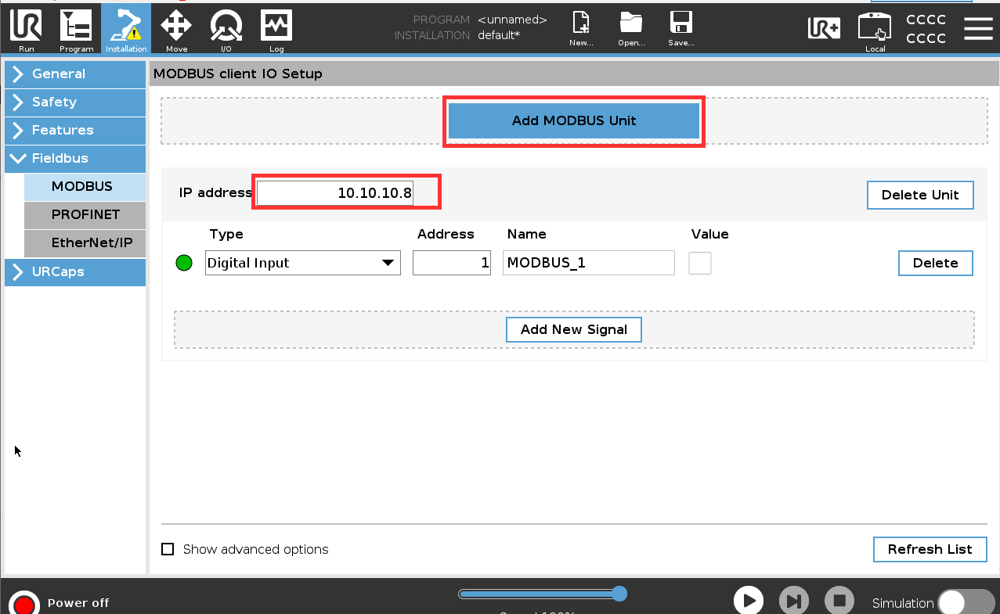 PROGRAM <unnamed>
INSTALLATION default*
UR
Run
Program
Installation
Move
I/O
Log
New...
Open...
Save...
UR+
Local
CCCC
CCCC
General
Safety
Features
Fieldbus
MODBUS
PROFINET
EtherNet/IP
URCaps
MODBUS client IO Setup
Add MODBUS Unit
IP address 10.10.10.8
Delete Unit
Type Address Name Value
Digital Input 1 MODBUS_1 Delete
Add New Signal
Show advanced options
Refresh List
Power off
Simulation